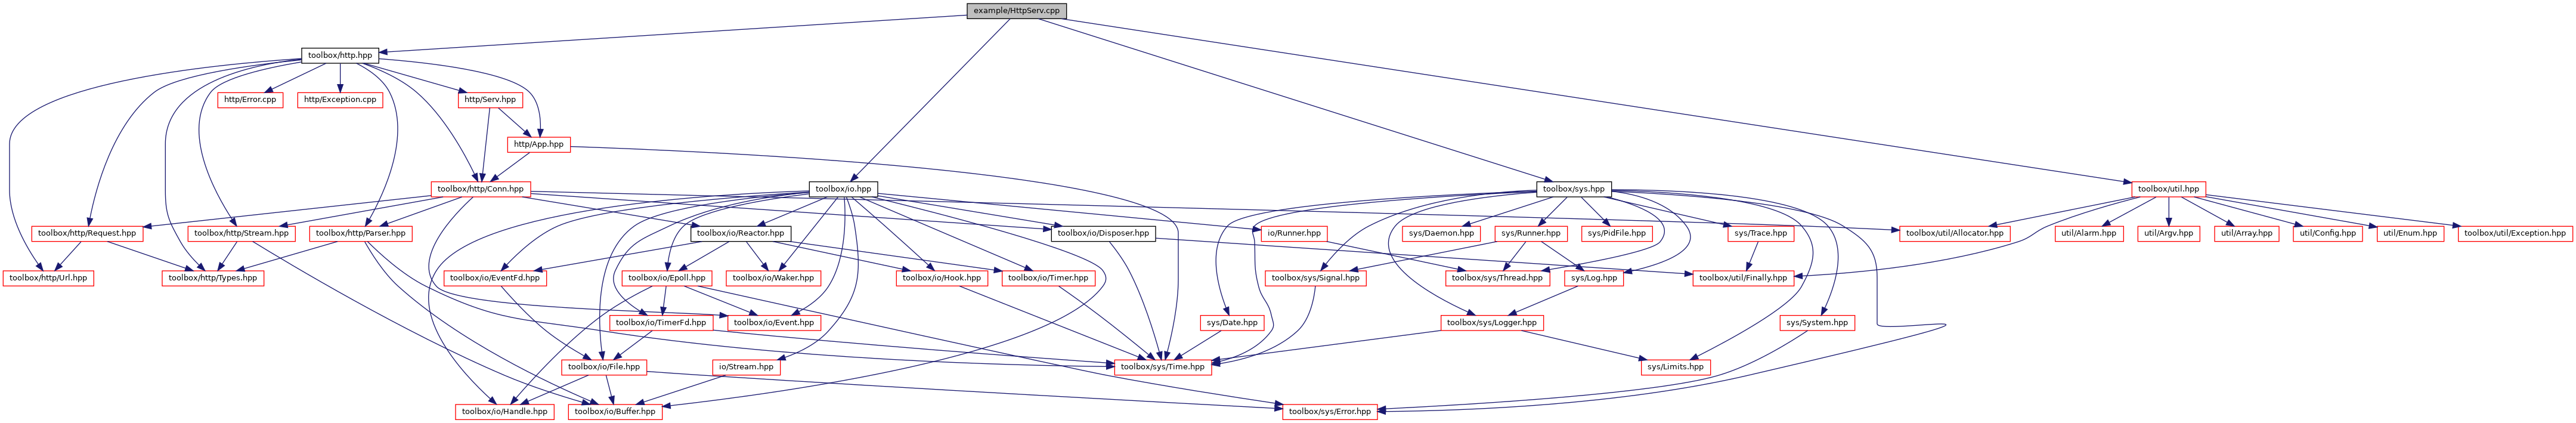 example/HttpServ.cpp
toolbox/http.hpp
http/Error.cpp
http/Exception.cpp
http/Serv.hpp
http/App.hpp
toolbox/http/Conn.hpp
toolbox/io.hpp
toolbox/sys.hpp
toolbox/util.hpp
toolbox/http/Request.hpp
toolbox/http/Stream.hpp
toolbox/http/Parser.hpp
toolbox/io/Reactor.hpp
toolbox/io/Disposer.hpp
io/Runner.hpp
sys/Daemon.hpp
sys/Runner.hpp
sys/PidFile.hpp
sys/Trace.hpp
toolbox/util/Allocator.hpp
util/Alarm.hpp
util/Argv.hpp
util/Array.hpp
util/Config.hpp
util/Enum.hpp
toolbox/util/Exception.hpp
toolbox/http/Url.hpp
toolbox/http/Types.hpp
toolbox/io/EventFd.hpp
toolbox/io/Epoll.hpp
toolbox/io/Waker.hpp
toolbox/io/Hook.hpp
toolbox/io/Timer.hpp
toolbox/sys/Signal.hpp
toolbox/sys/Thread.hpp
sys/Log.hpp
toolbox/util/Finally.hpp
toolbox/io/TimerFd.hpp
toolbox/io/Event.hpp
sys/Date.hpp
toolbox/sys/Logger.hpp
sys/System.hpp
toolbox/io/File.hpp
io/Stream.hpp
toolbox/sys/Time.hpp
sys/Limits.hpp
toolbox/io/Handle.hpp
toolbox/io/Buffer.hpp
toolbox/sys/Error.hpp